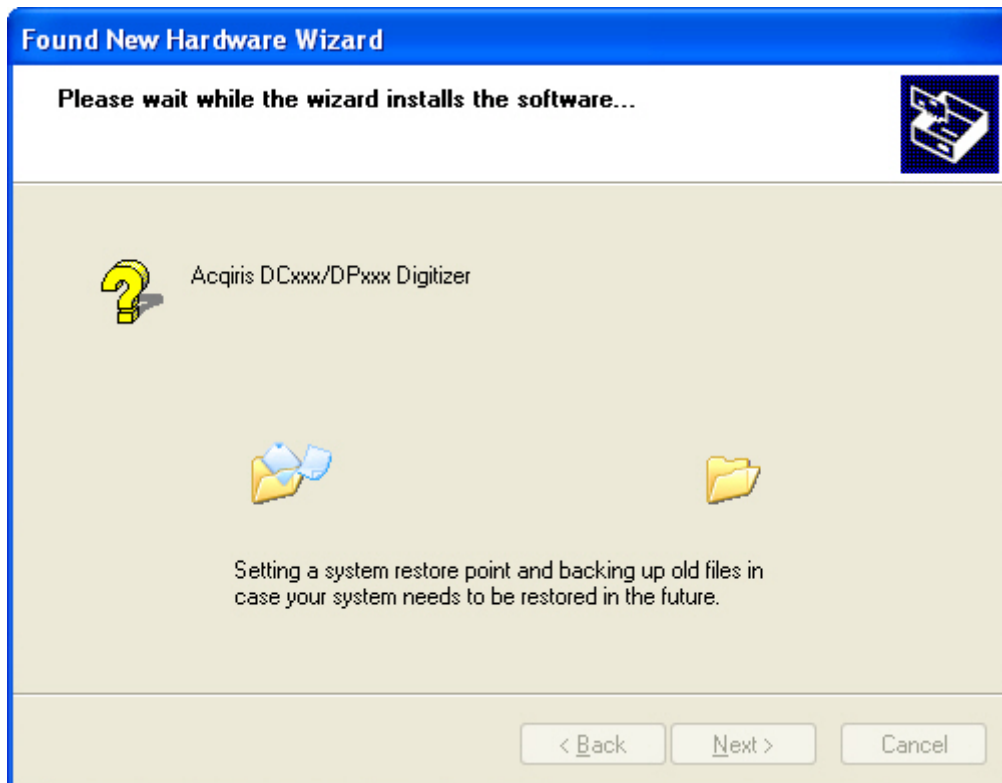 Found New Hardware Wizard
Please wait while the wizard installs the software...
Acqiris DCxxx/DPxxx Digitizer
Setting a system restore point and backing up old files in
case your system needs to be restored in the future.
< Back Next > Cancel